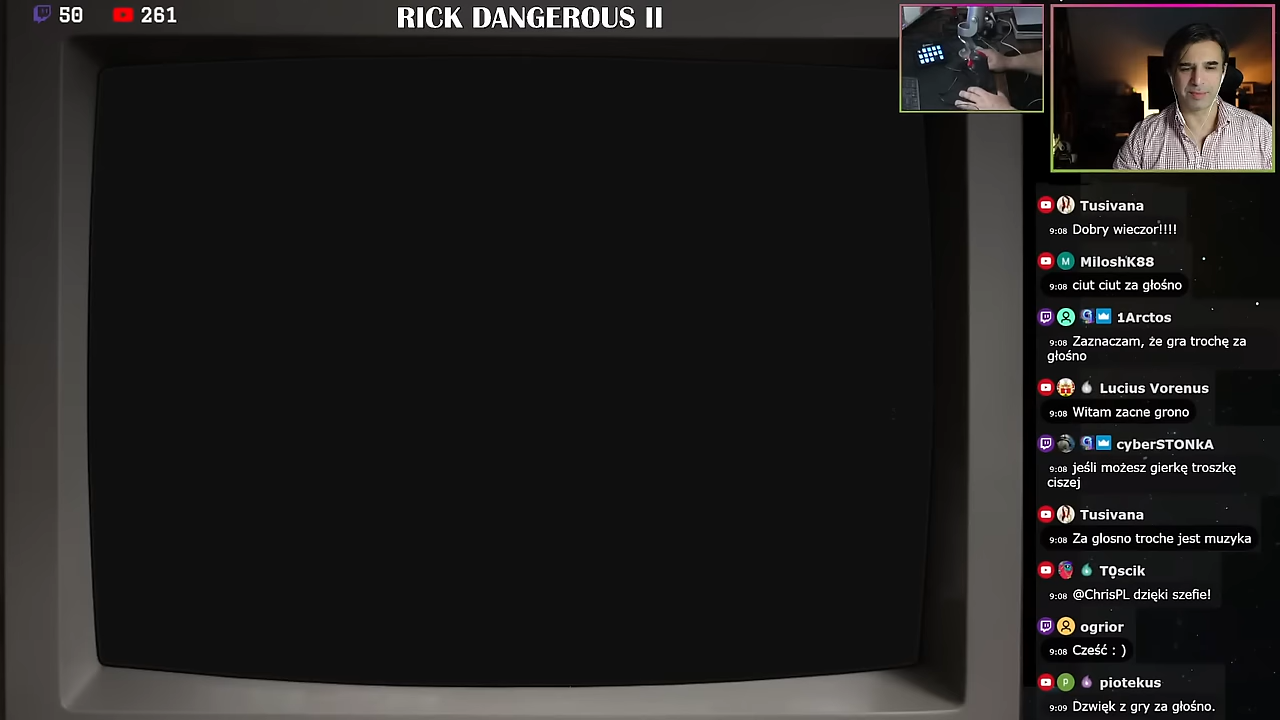 50 261
RICK DANGEROUS II
Tusivana
9:08 Dobry wieczor!!!!
M MiloshK88
9:08 ciut ciut za głośno
1Arctos
9:08 Zaznaczam, że gra trochę za
głośno
Lucius Vorenus
9:08 Witam zacne grono
cyberSTONkA
9:08 jeśli możesz gierkę troszkę
ciszej
Tusivana
9:08 Za glosno troche jest muzyka
T0scik
9:08 @ChrisPL dzięki szefie!
ogrior
9:08 Cześć : )
P piotekus
9:09 Dzwięk z gry za głośno.